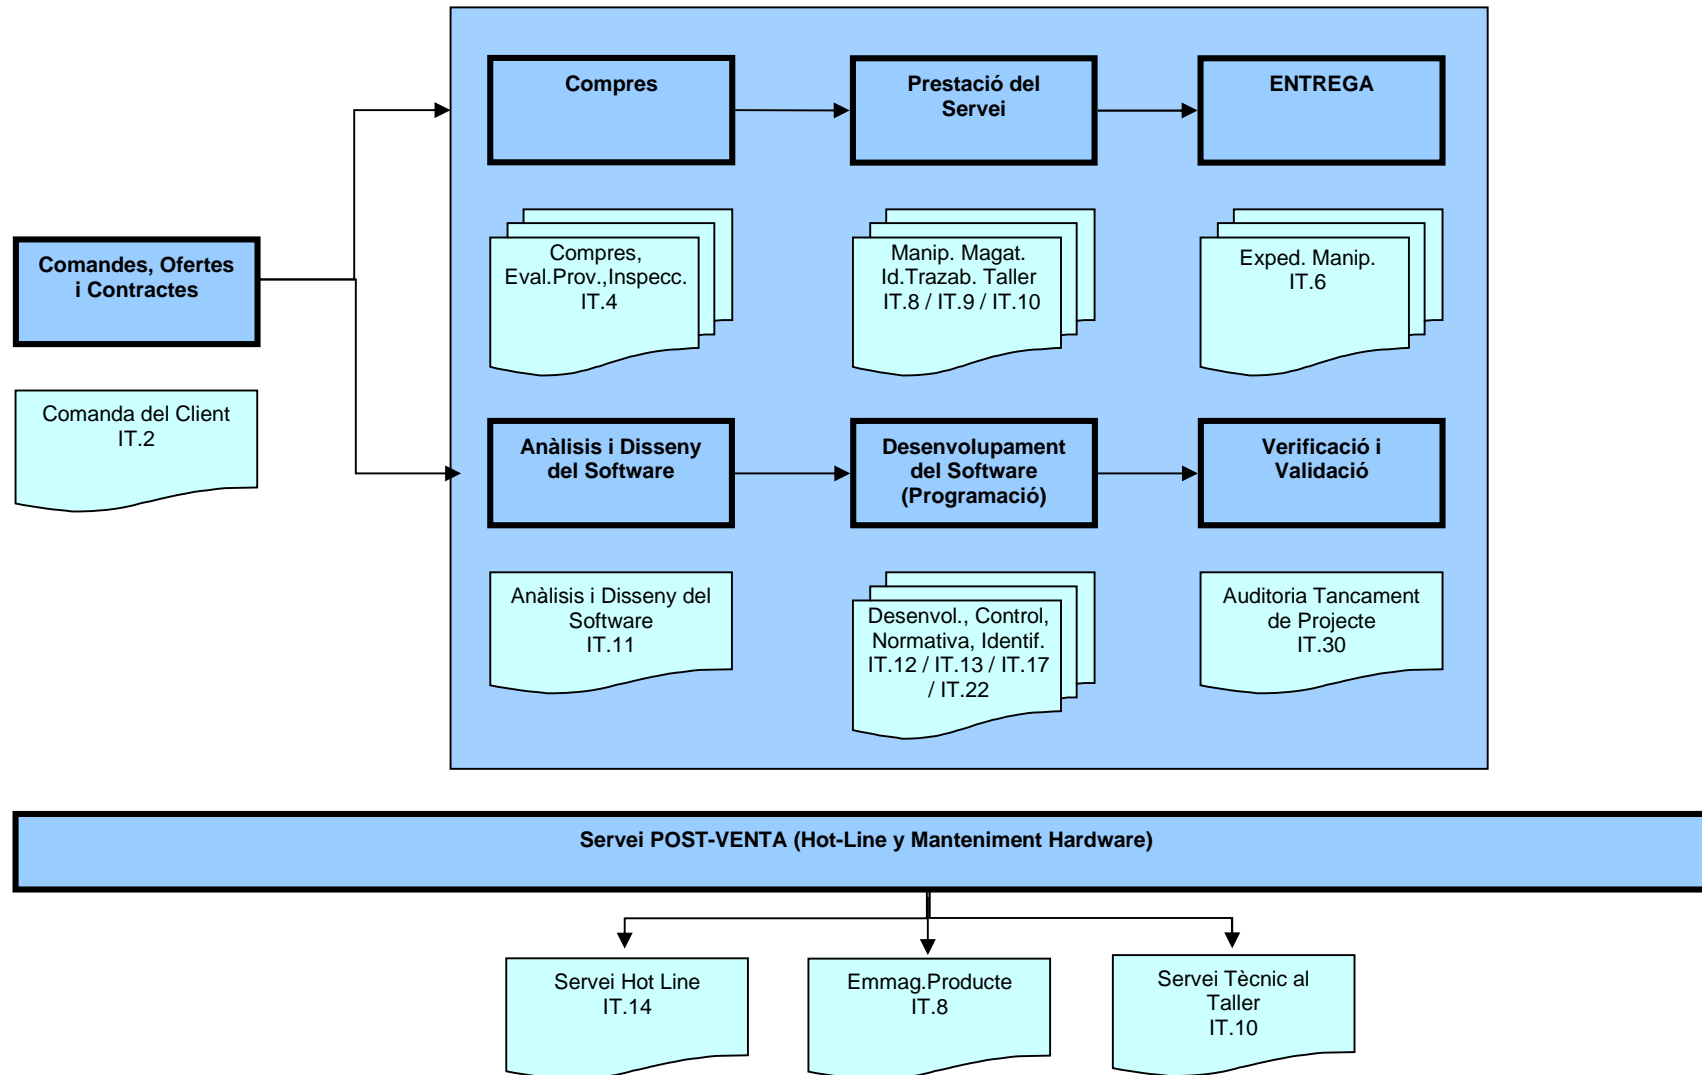 Compres
Prestació del
Servei
ENTREGA
Comandes, Ofertes
i Contractes
Compres,
Eval.Prov.,Inspecc.
IT.4
Manip. Magat.
Id.Trazab. Taller
IT.8 / IT.9 / IT.10
Exped. Manip.
IT.6
Comanda del Client
IT.2
Anàlisis i Disseny
del Software
Desenvolupament
del Software
(Programació)
Verificació i
Validació
Anàlisis i Disseny del
Software
IT.11
Desenvol., Control,
Normativa, Identif.
IT.12 / IT.13 / IT.17
/ IT.22
Auditoria Tancament
de Projecte
IT.30
Servei POST-VENTA (Hot-Line y Manteniment Hardware)
Servei Hot Line
IT.14
Emmag.Producte
IT.8
Servei Tècnic al
Taller
IT.10